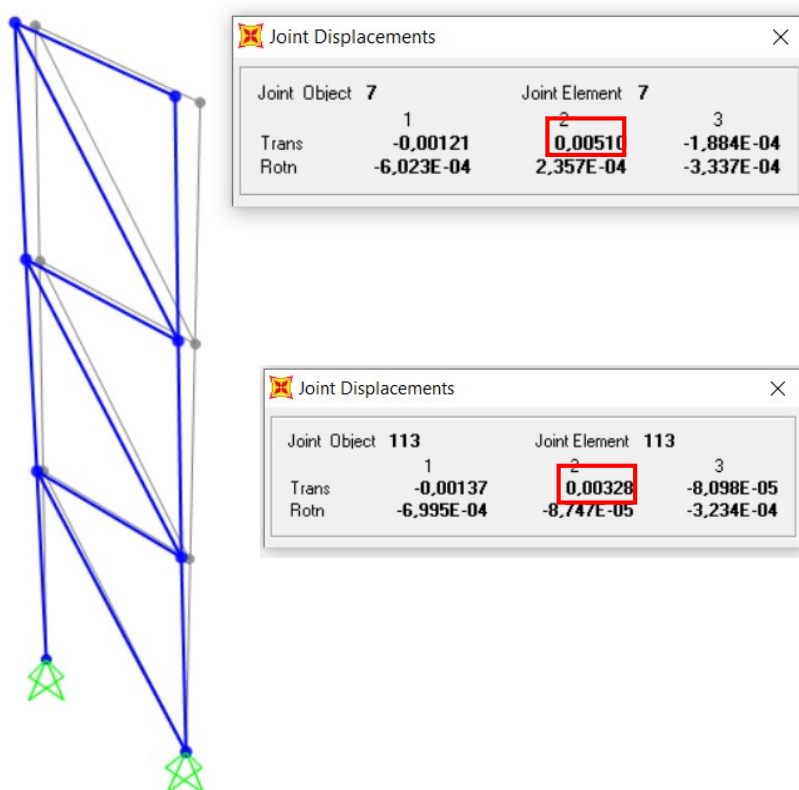 Joint Displacements
Joint Object 7 Joint Element 7
1 2 3
Trans -0,00121 0,00510 -1,884E-04
Rotn -6,023E-04 2,357E-04 -3,337E-04
Joint Displacements
Joint Object 113 Joint Element 113
1 2 3
Trans -0,00137 0,00328 -8,098E-05
Rotn -6,995E-04 -8,747E-05 -3,234E-04